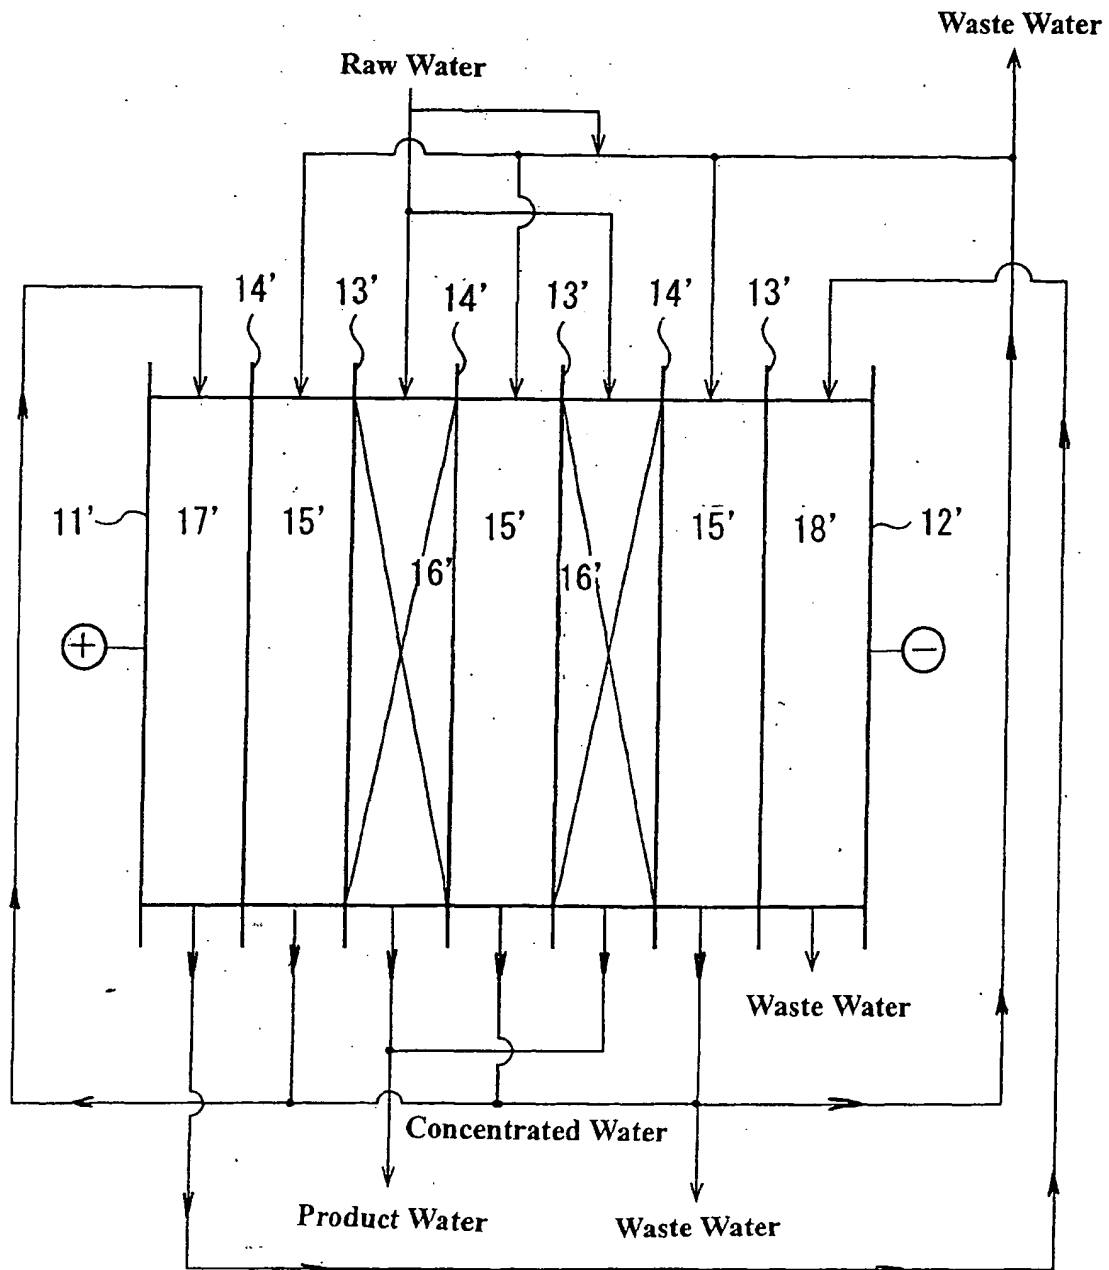 Waste Water
Raw Water
14'
13'
14'
13'
14'
13'
11'
17'
15'
16'
15'
16'
15'
18'
12'
+
−
Waste Water
Concentrated Water
Product Water
Waste Water